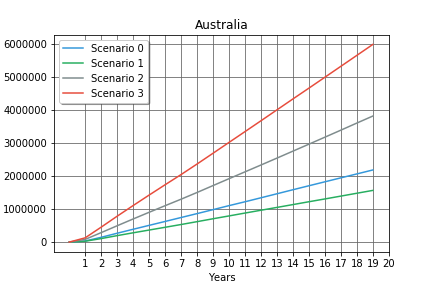 Australia
Scenario 0
Scenario 1
Scenario 2
Scenario 3
6000000
5000000
4000000
3000000
2000000
1000000
0
1 2 3 4 5 6 7 8 9 10 11 12 13 14 15 16 17 18 19 20
Years